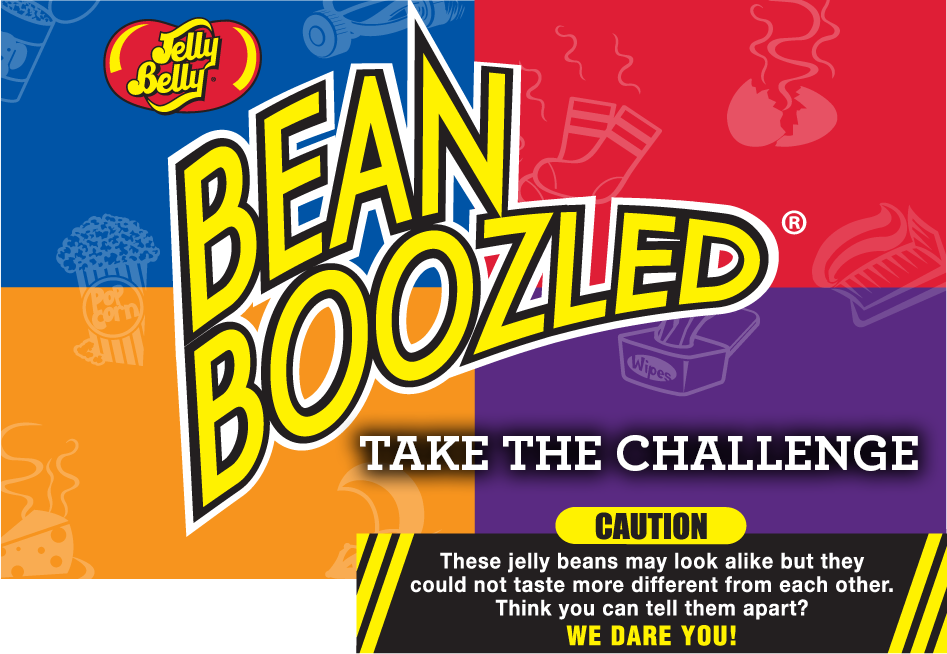 Jelly
Belly®
BEAN
BOOZLED®
Pop
Corn
Wipes
TAKE THE CHALLENGE
CAUTION
These jelly beans may look alike but they
could not taste more different from each other.
Think you can tell them apart?
WE DARE YOU!